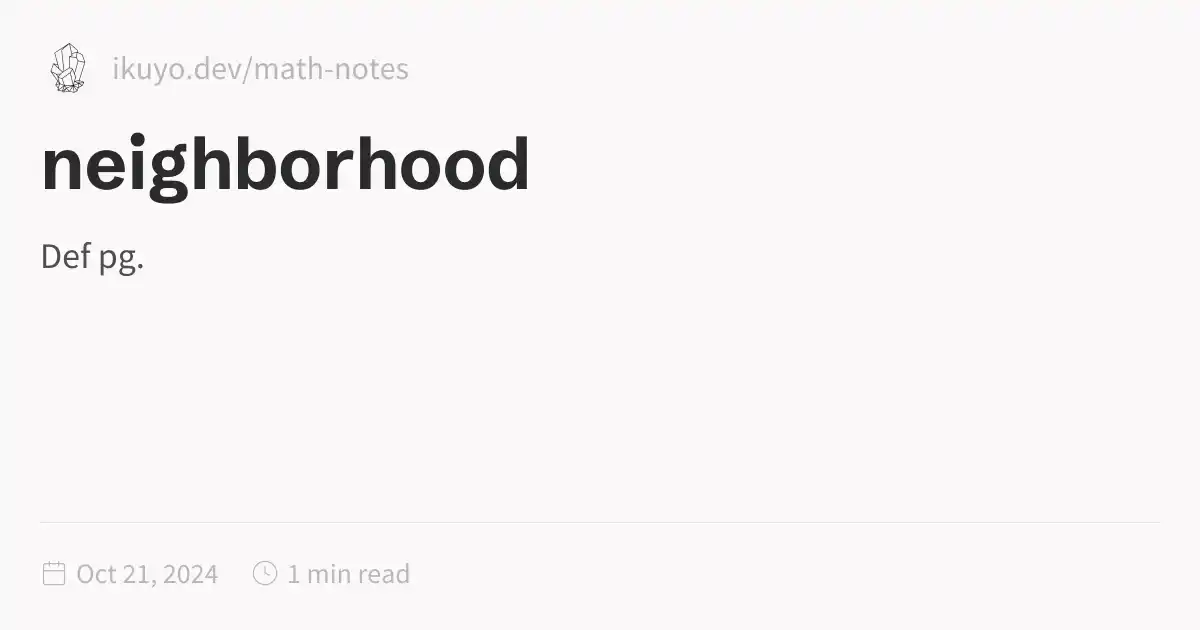 ikuyo.dev/math-notes
neighborhood
Def pg.
Oct 21, 2024 1 min read